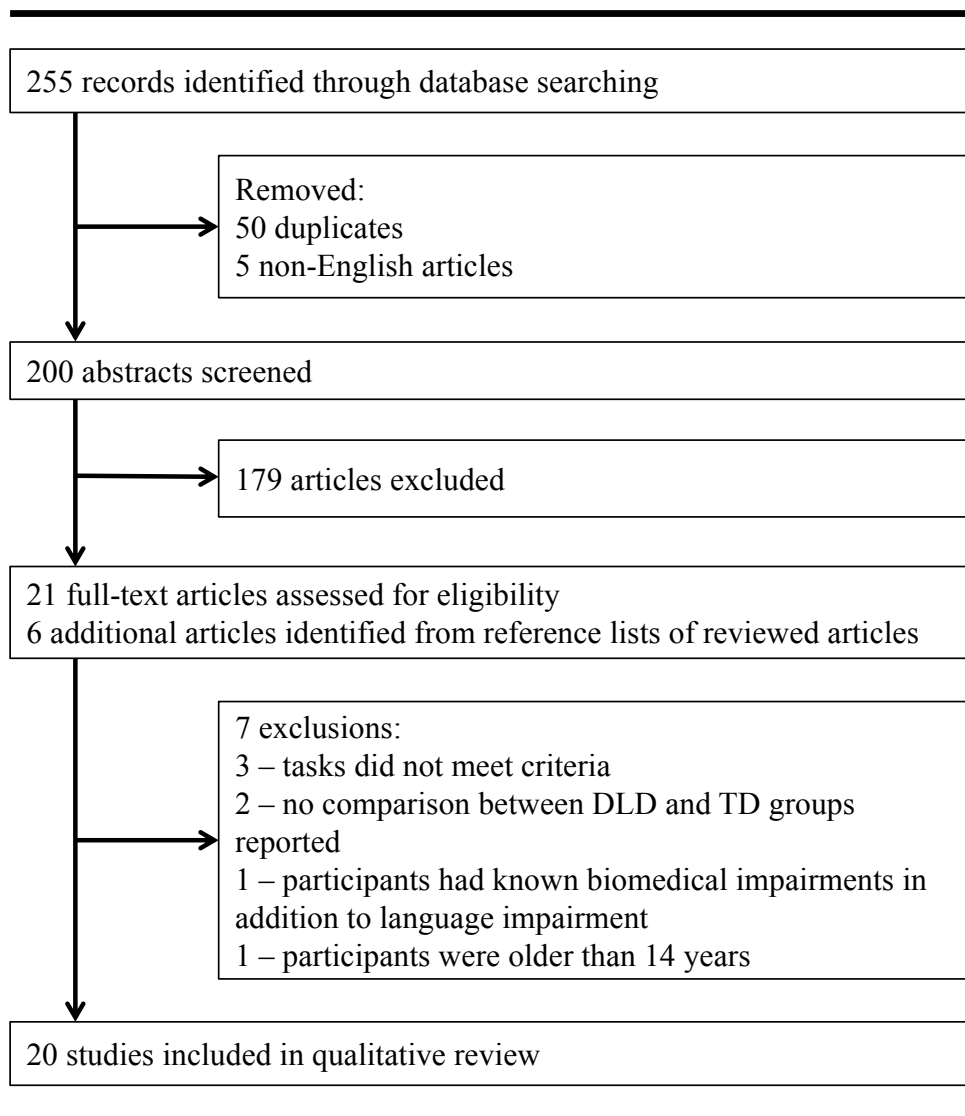 255 records identified through database searching
Removed:
50 duplicates
5 non-English articles
200 abstracts screened
179 articles excluded
21 full-text articles assessed for eligibility
6 additional articles identified from reference lists of reviewed articles
7 exclusions:
3 – tasks did not meet criteria
2 – no comparison between DLD and TD groups
reported
1 – participants had known biomedical impairments in
addition to language impairment
1 – participants were older than 14 years
20 studies included in qualitative review